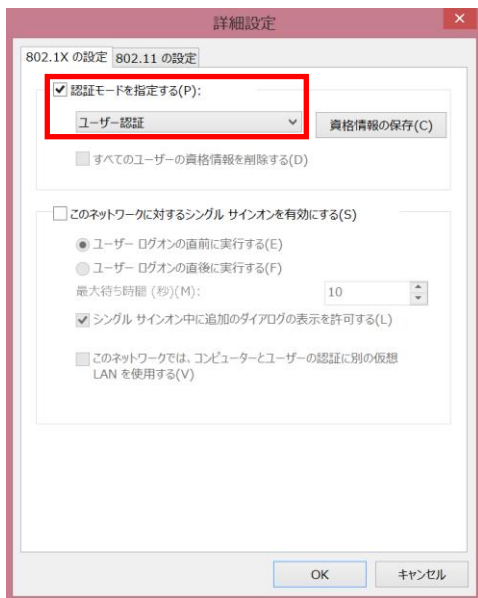 詳細設定
802.1X の設定 802.11 の設定
認証モードを指定する(P):
ユーザー認証
資格情報の保存(C)
すべてのユーザーの資格情報を削除する(D)
このネットワークに対するシングル サインオンを有効にする(S)
ユーザー ログオンの直前に実行する(E)
ユーザー ログオンの直後に実行する(F)
最大待ち時間 (秒)(M): 10
シングル サインオン中に追加のダイアログの表示を許可する(L)
このネットワークでは、コンピューターとユーザーの認証に別の仮想
LAN を使用する(V)
OK キャンセル